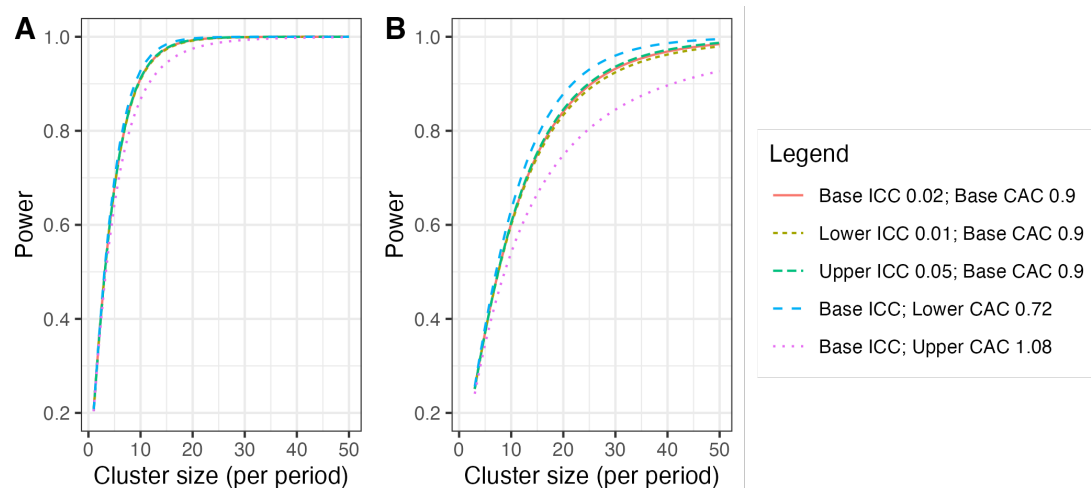 A
1.0
0.8
0.6
0.4
0.2
Power
0 10 20 30 40 50
Cluster size (per period)
B
1.0
0.8
0.6
0.4
0.2
Power
0 10 20 30 40 50
Cluster size (per period)
Legend
Base ICC 0.02; Base CAC 0.9
Lower ICC 0.01; Base CAC 0.9
Upper ICC 0.05; Base CAC 0.9
Base ICC; Lower CAC 0.72
Base ICC; Upper CAC 1.08